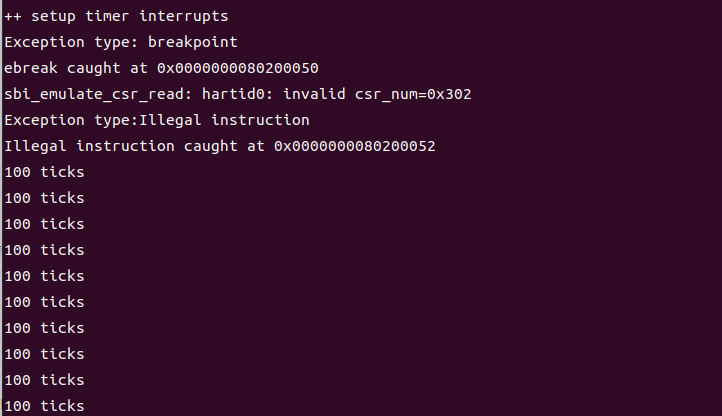 ++ setup timer interrupts
Exception type: breakpoint
ebreak caught at 0x0000000080200050
sbi_emulate_csr_read: hartid0: invalid csr_num=0x302
Exception type:Illegal instruction
Illegal instruction caught at 0x0000000080200052
100 ticks
100 ticks
100 ticks
100 ticks
100 ticks
100 ticks
100 ticks
100 ticks
100 ticks
100 ticks